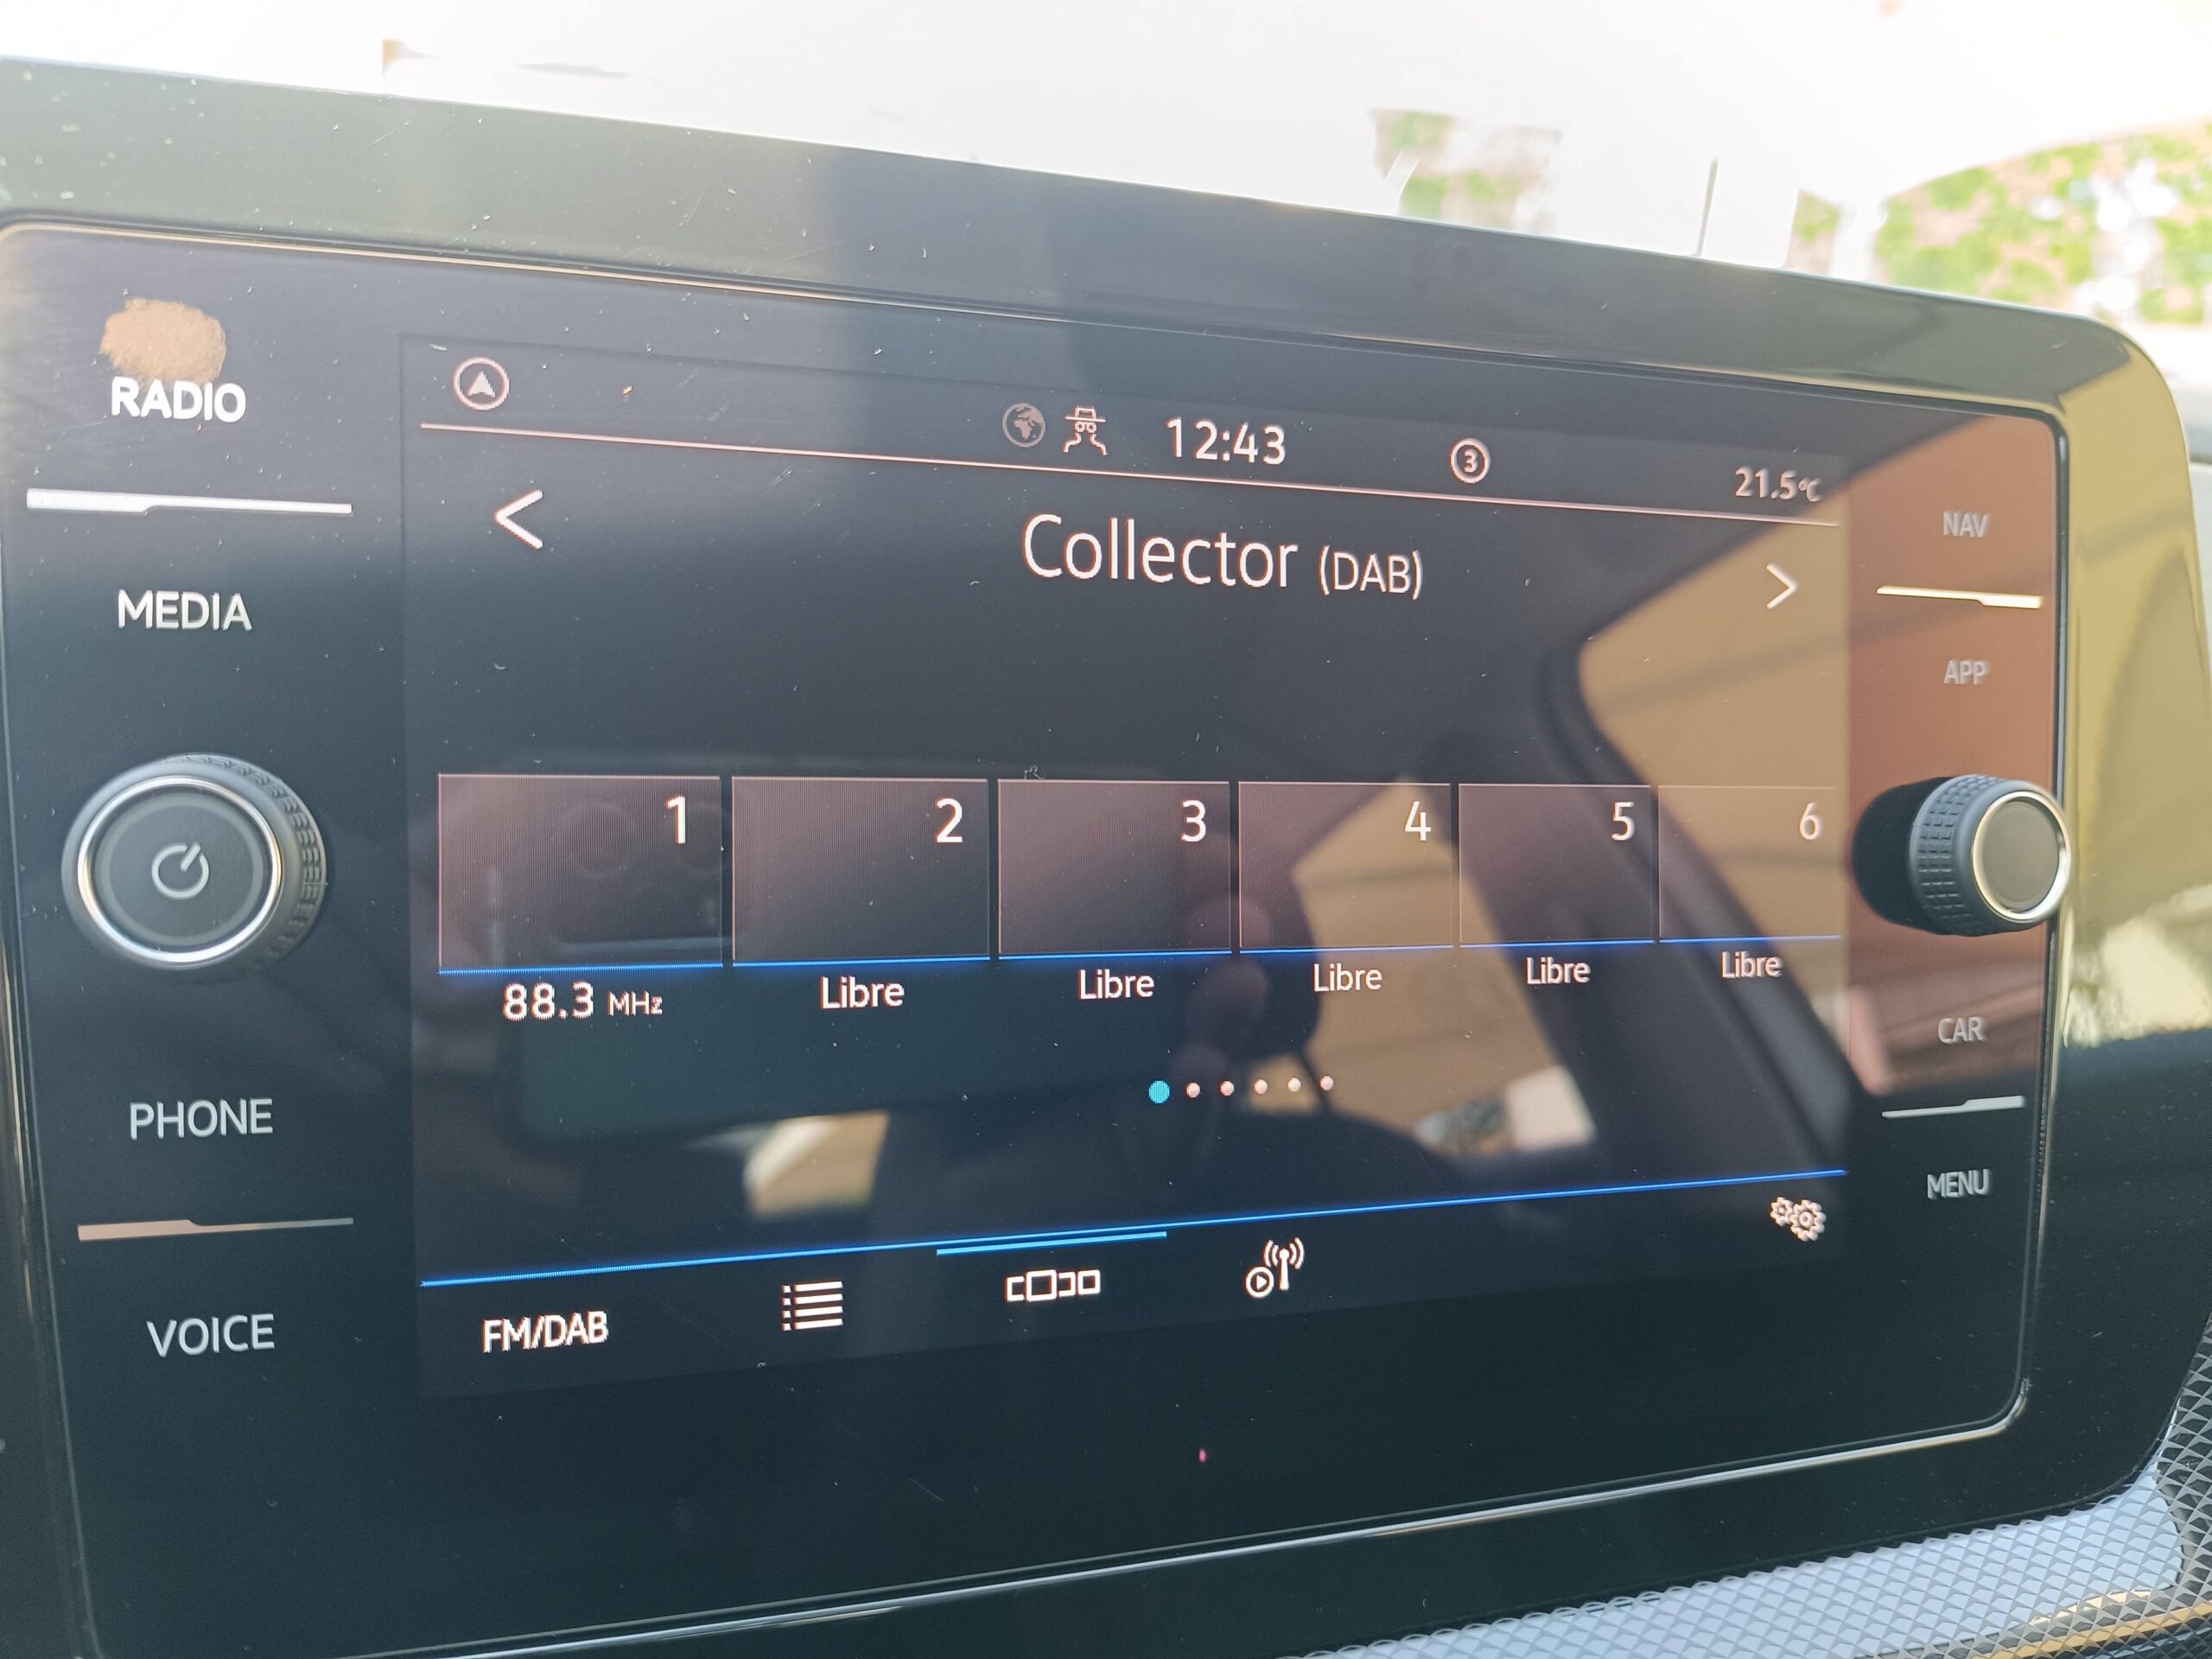 RADIO
MEDIA
PHONE
VOICE
12:43
3
21.5°C
<
Collector (DAB)
>
1
2
3
4
5
6
88.3 MHz
Libre
Libre
Libre
Libre
Libre
FM/DAB
NAV
APP
CAR
MENU